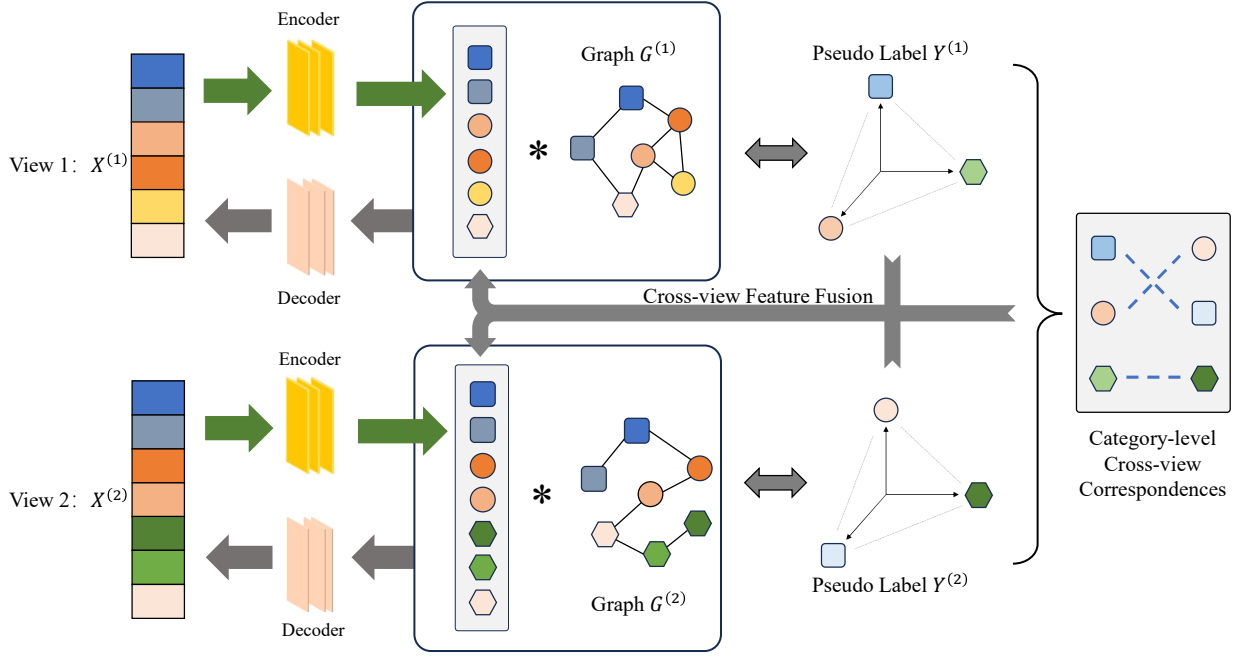 Encoder
Graph G^(1)
Pseudo Label Y^(1)
View 1: X^(1)
*
Decoder
Cross-view Feature Fusion
Encoder
View 2: X^(2)
*
Category-level
Cross-view
Correspondences
Pseudo Label Y^(2)
Graph G^(2)
Decoder